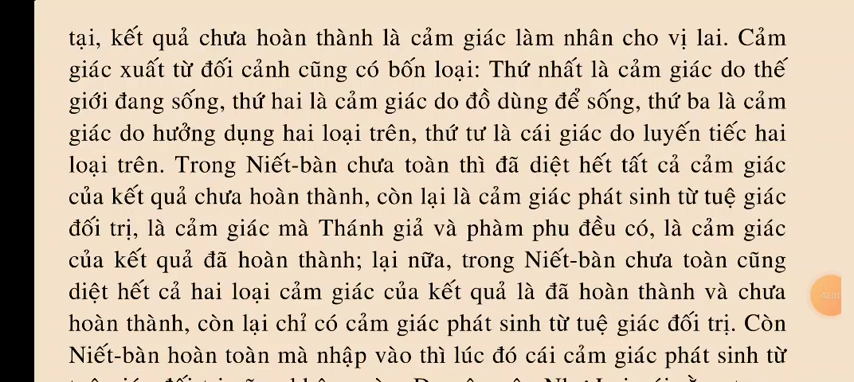 tại, kết quả chưa hoàn thành là cảm giác làm nhân cho vị lai. Cảm
giác xuất từ đối cảnh cũng có bốn loại: Thứ nhất là cảm giác do thế
giới đang sống, thứ hai là cảm giác do đồ dùng để sống, thứ ba là cảm
giác do hưởng dụng hai loại trên, thứ tư là cái giác do luyến tiếc hai
loại trên. Trong Niết-bàn chưa toàn thì đã diệt hết tất cả cảm giác
của kết quả chưa hoàn thành, còn lại là cảm giác phát sinh từ tuệ giác
đối trị, là cảm giác mà Thánh giả và phàm phu đều có, là cảm giác
của kết quả đã hoàn thành; lại nữa, trong Niết-bàn chưa toàn cũng
diệt hết cả hai loại cảm giác của kết quả là đã hoàn thành và chưa
hoàn thành, còn lại chỉ có cảm giác phát sinh từ tuệ giác đối trị. Còn
Niết-bàn hoàn toàn mà nhập vào thì lúc đó cái cảm giác phát sinh từ